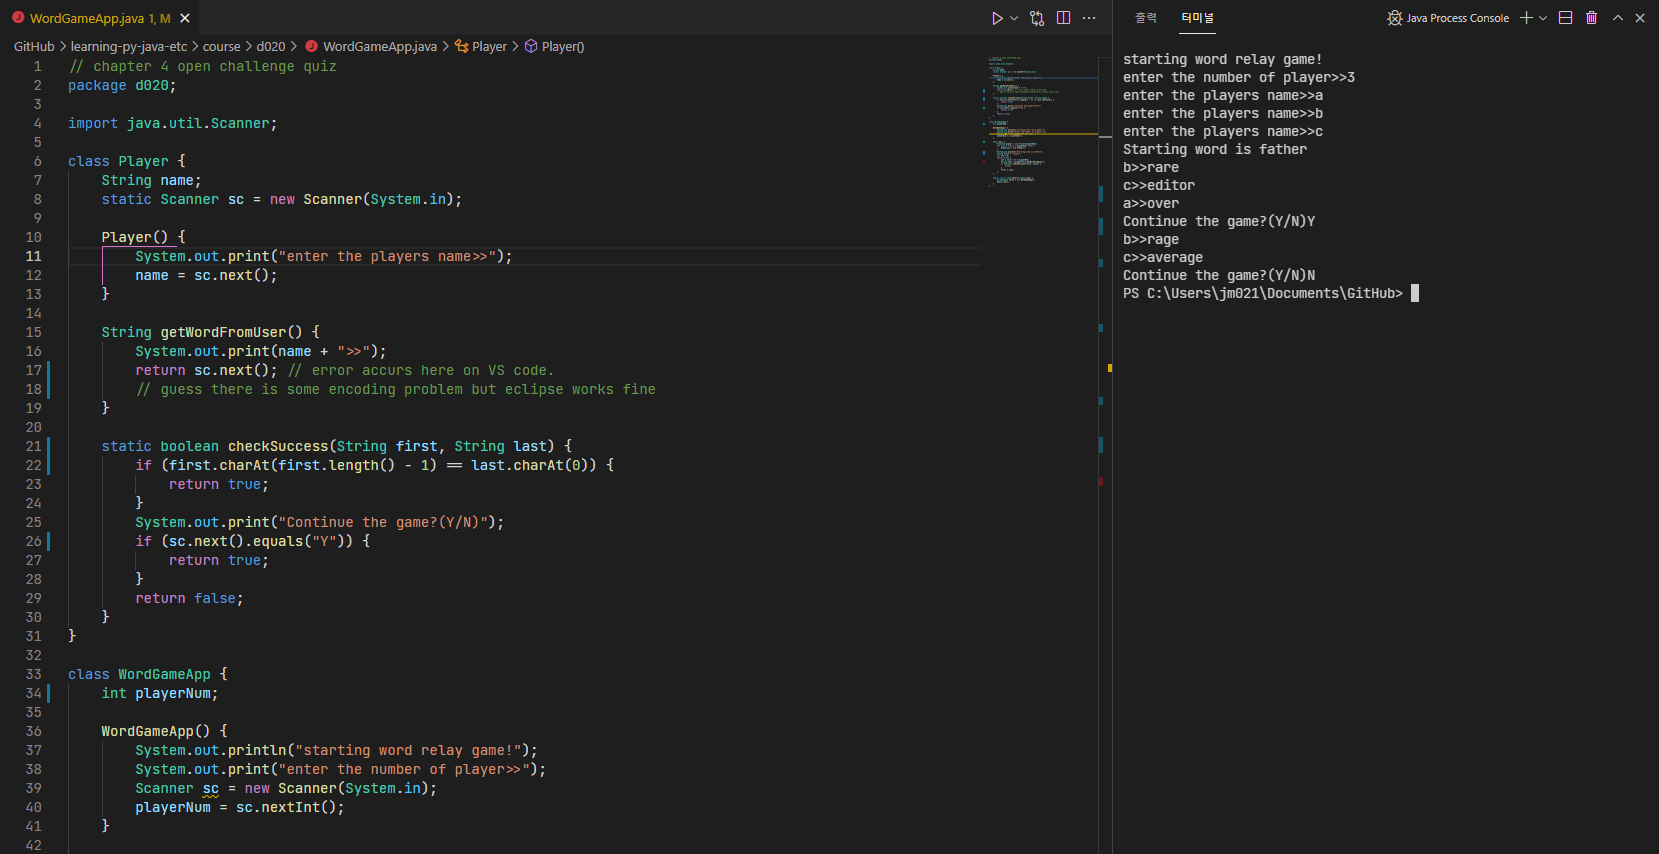 WordGameApp.java 1, M
GitHub > learning-py-java-etc > course > d020 > WordGameApp.java > Player > Player()
1 // chapter 4 open challenge quiz
2 package d020;
3
4 import java.util.Scanner;
5
6 class Player {
7 String name;
8 static Scanner sc = new Scanner(System.in);
9
10 Player() {
11 System.out.print("enter the players name>>");
12 name = sc.next();
13 }
14
15 String getWordFromUser() {
16 System.out.print(name + ">>");
17 return sc.next(); // error accurs here on VS code.
18 // guess there is some encoding problem but eclipse works fine
19 }
20
21 static boolean checkSuccess(String first, String last) {
22 if (first.charAt(first.length() - 1) == last.charAt(0)) {
23 return true;
24 }
25 System.out.print("Continue the game?(Y/N)");
26 if (sc.next().equals("Y")) {
27 return true;
28 }
29 return false;
30 }
31 }
32
33 class WordGameApp {
34 int playerNum;
35
36 WordGameApp() {
37 System.out.println("starting word relay game!");
38 System.out.print("enter the number of player>>");
39 Scanner sc = new Scanner(System.in);
40 playerNum = sc.nextInt();
41 }
42
출력 터미널 Java Process Console
starting word relay game!
enter the number of player>>3
enter the players name>>a
enter the players name>>b
enter the players name>>c
Starting word is father
b>>rare
c>>editor
a>>over
Continue the game?(Y/N)Y
b>>rage
c>>average
Continue the game?(Y/N)N
PS C:\Users\jm021\Documents\GitHub>